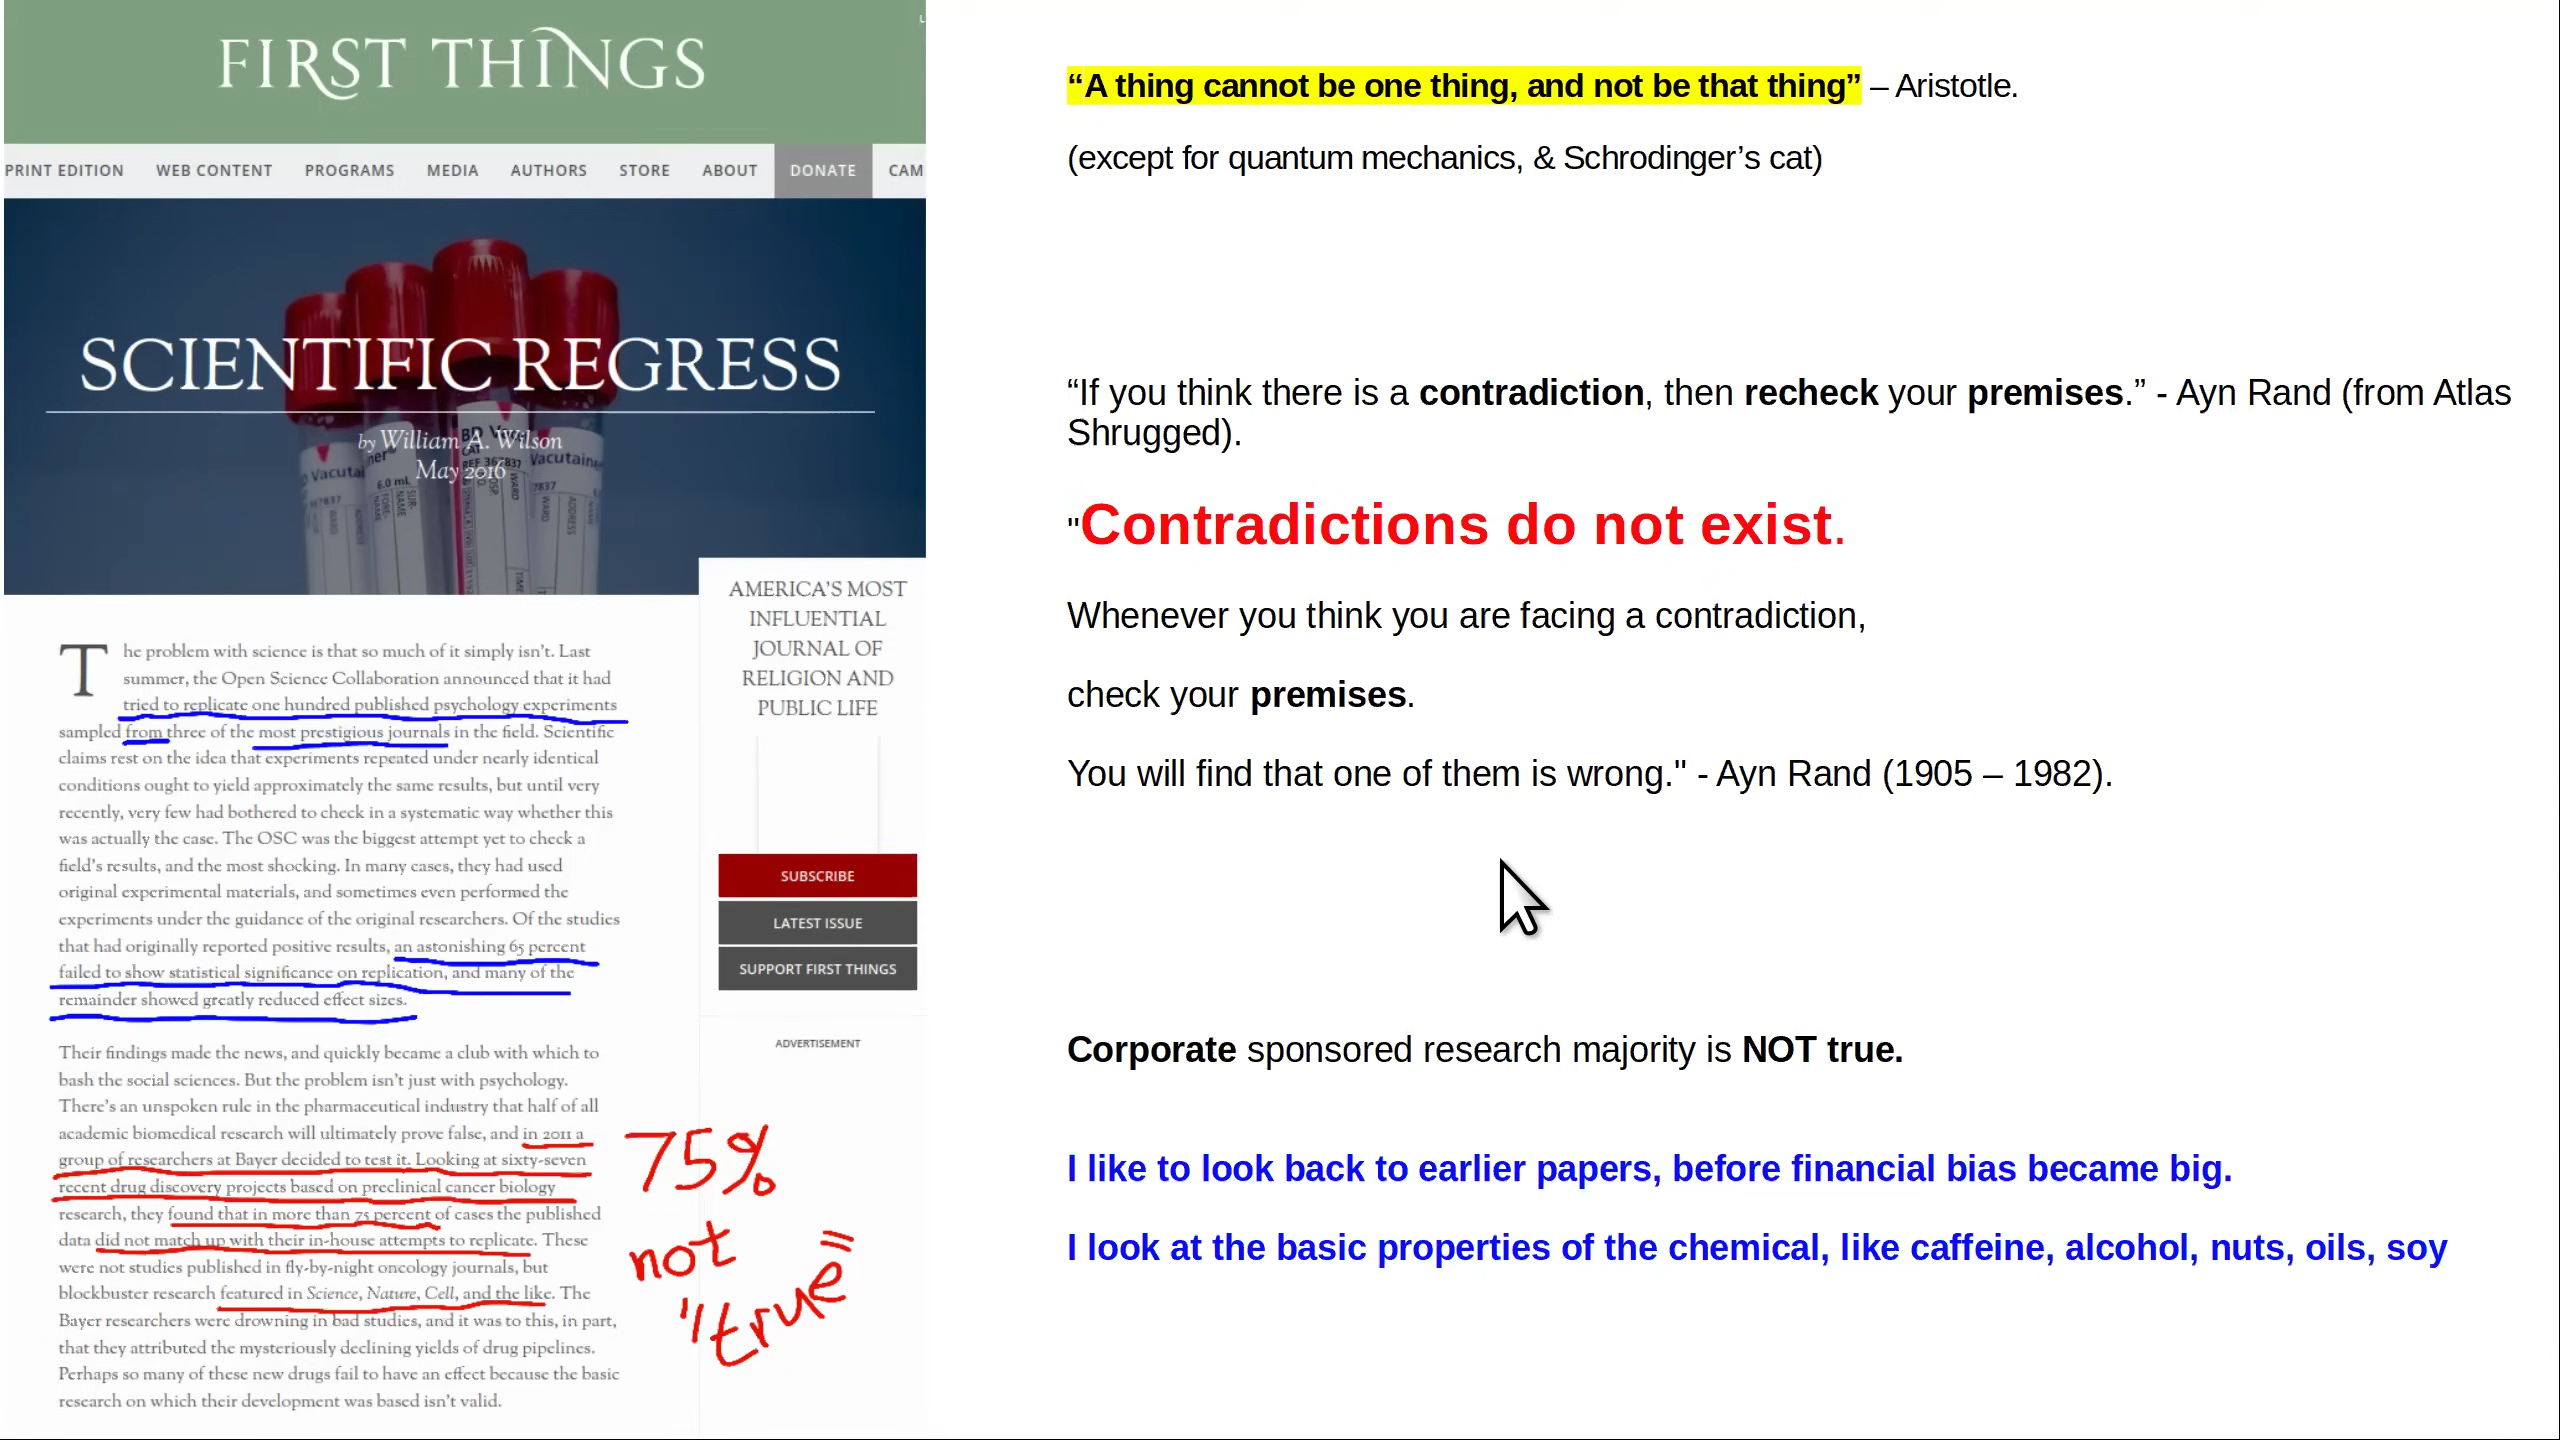 FIRST THINGS
L
PRINT EDITION WEB CONTENT PROGRAMS MEDIA AUTHORS STORE ABOUT DONATE CAM
SCIENTIFIC REGRESS
by William A. Wilson
May 2016
The problem with science is that so much of it simply isn't. Last
summer, the Open Science Collaboration announced that it had
tried to replicate one hundred published psychology experiments
sampled from three of the most prestigious journals in the field. Scientific
claims rest on the idea that experiments repeated under nearly identical
conditions ought to yield approximately the same results, but until very
recently, very few had bothered to check in a systematic way whether this
was actually the case. The OSC was the biggest attempt yet to check a
field's results, and the most shocking. In many cases, they had used
original experimental materials, and sometimes even performed the
experiments under the guidance of the original researchers. Of the studies
that had originally reported positive results, an astonishing 65 percent
failed to show statistical significance on replication, and many of the
remainder showed greatly reduced effect sizes.
Their findings made the news, and quickly became a club with which to
bash the social sciences. But the problem isn't just with psychology.
There's an unspoken rule in the pharmaceutical industry that half of all
academic biomedical research will ultimately prove false, and in 2011 a
group of researchers at Bayer decided to test it. Looking at sixty-seven
recent drug discovery projects based on preclinical cancer biology
research, they found that in more than 75 percent of cases the published
data did not match up with their in-house attempts to replicate. These
were not studies published in fly-by-night oncology journals, but
blockbuster research featured in Science, Nature, Cell, and the like. The
Bayer researchers were drowning in bad studies, and it was to this, in part,
that they attributed the mysteriously declining yields of drug pipelines.
Perhaps so many of these new drugs fail to have an effect because the basic
research on which their development was based isn't valid.
AMERICA'S MOST
INFLUENTIAL
JOURNAL OF
RELIGION AND
PUBLIC LIFE
SUBSCRIBE
LATEST ISSUE
SUPPORT FIRST THINGS
ADVERTISEMENT
75%
not
"true"
“A thing cannot be one thing, and not be that thing” – Aristotle.
(except for quantum mechanics, & Schrodinger’s cat)
“If you think there is a contradiction, then recheck your premises.” - Ayn Rand (from Atlas
Shrugged).
"Contradictions do not exist.
Whenever you think you are facing a contradiction,
check your premises.
You will find that one of them is wrong." - Ayn Rand (1905 – 1982).
Corporate sponsored research majority is NOT true.
I like to look back to earlier papers, before financial bias became big.
I look at the basic properties of the chemical, like caffeine, alcohol, nuts, oils, soy